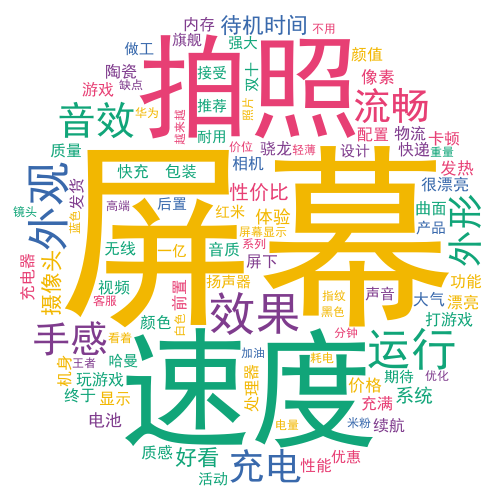 内存
不用
旗舰
待机时间
强大
颜值
做工
拍照
双十
陶瓷
接受
像素
缺点
游戏
推荐
照片
流畅
音效
华为
越来越
耐用
配置
物流
卡顿
质量
价位
骁龙
轻薄
设计
快递
重量
外观
发货
屏幕
快充
包装
相机
发热
很漂亮
性价比
镜头
蓝色
高端
后置
红米
体验
曲面
外形
产品
无线
一亿
音质
屏幕显示
系列
屏下
充电器
摄像头
视频
客服
前置
扬声器
声音
大气
功能
漂亮
指纹
黑色
打游戏
手感
看着
颜色
白色
效果
分钟
运行
机身
王者
哈曼
速度
加油
耗电
玩游戏
处理器
价格
期待
优化
终于
显示
充满
系统
电池
电量
米粉
续航
质感
好看
充电
性能
优惠
活动